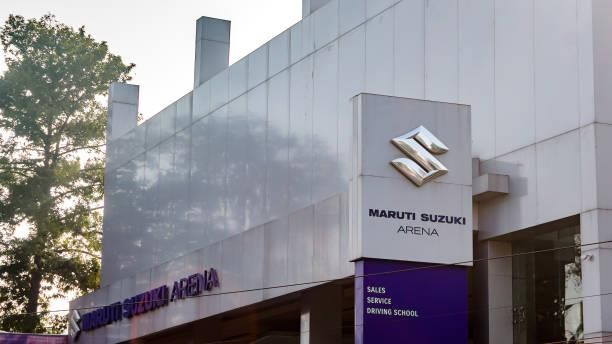 MARUTI SUZUKI
ARENA
SALES
SERVICE
DRIVING SCHOOL
MARUTI SUZUKI ARENA